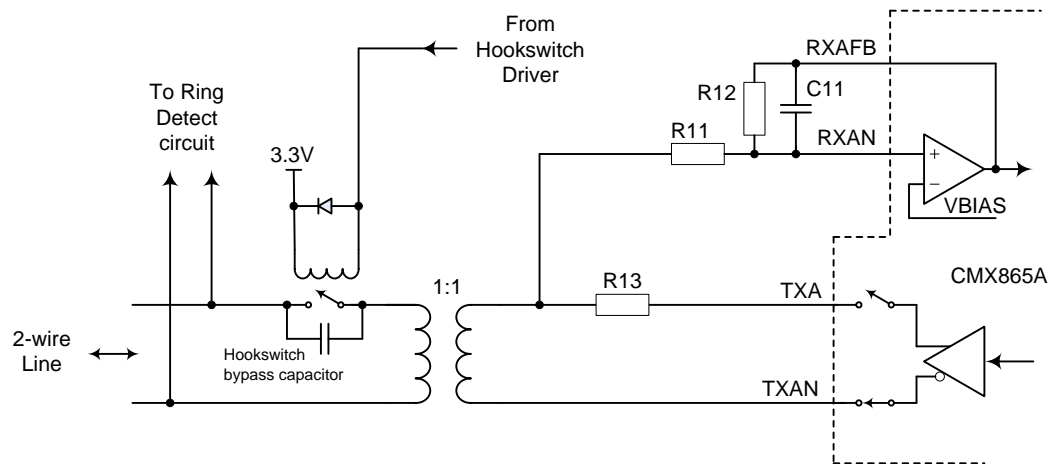 From
Hookswitch
Driver
To Ring
Detect
circuit
3.3V
RXAFB
R12
C11
R11
RXAN
+
−
VBIAS
CMX865A
1:1
R13
TXA
2-wire
Line
Hookswitch
bypass capacitor
TXAN